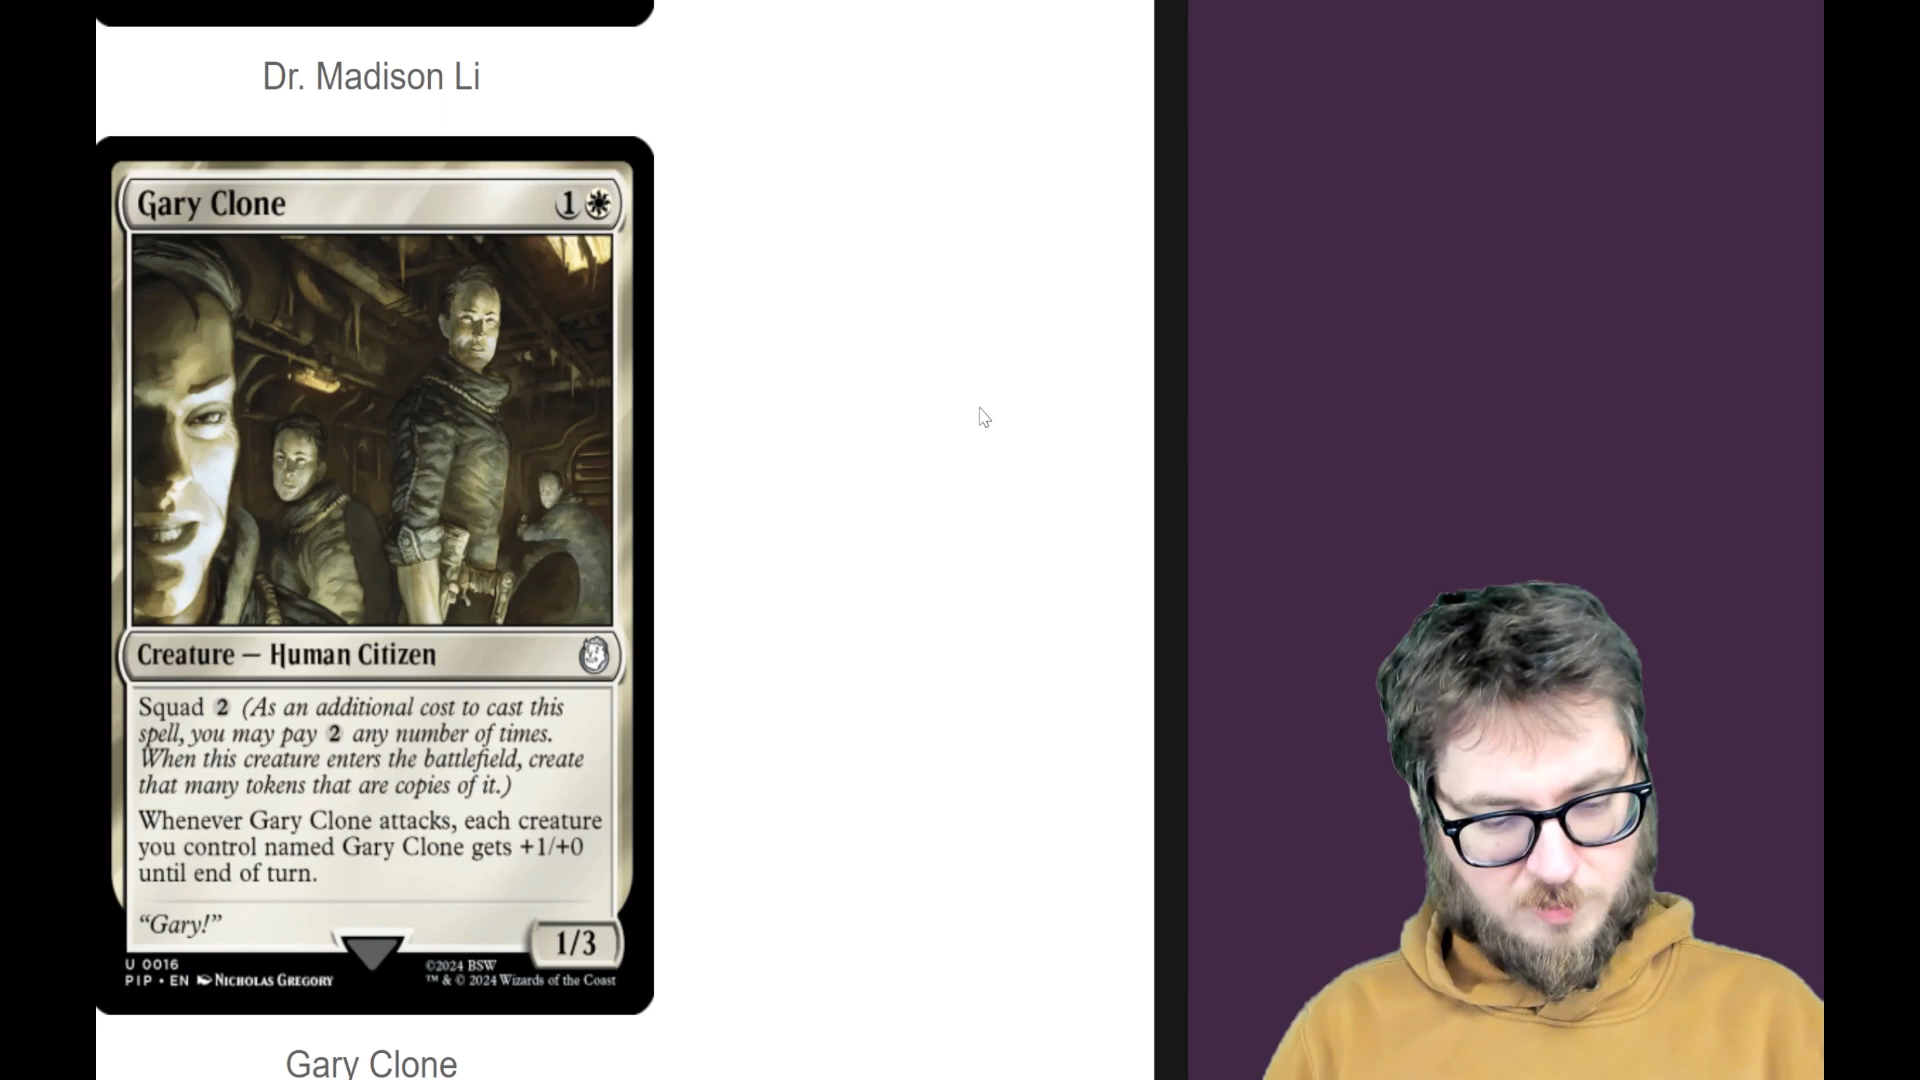 Dr. Madison Li
Gary Clone 1
Creature — Human Citizen
Squad 2 (As an additional cost to cast this
spell, you may pay 2 any number of times.
When this creature enters the battlefield, create
that many tokens that are copies of it.)
Whenever Gary Clone attacks, each creature
you control named Gary Clone gets +1/+0
until end of turn.
“Gary!”
1/3
U 0016
PIP • EN NICHOLAS GREGORY
©2024 BSW
™ & © 2024 Wizards of the Coast
Gary Clone